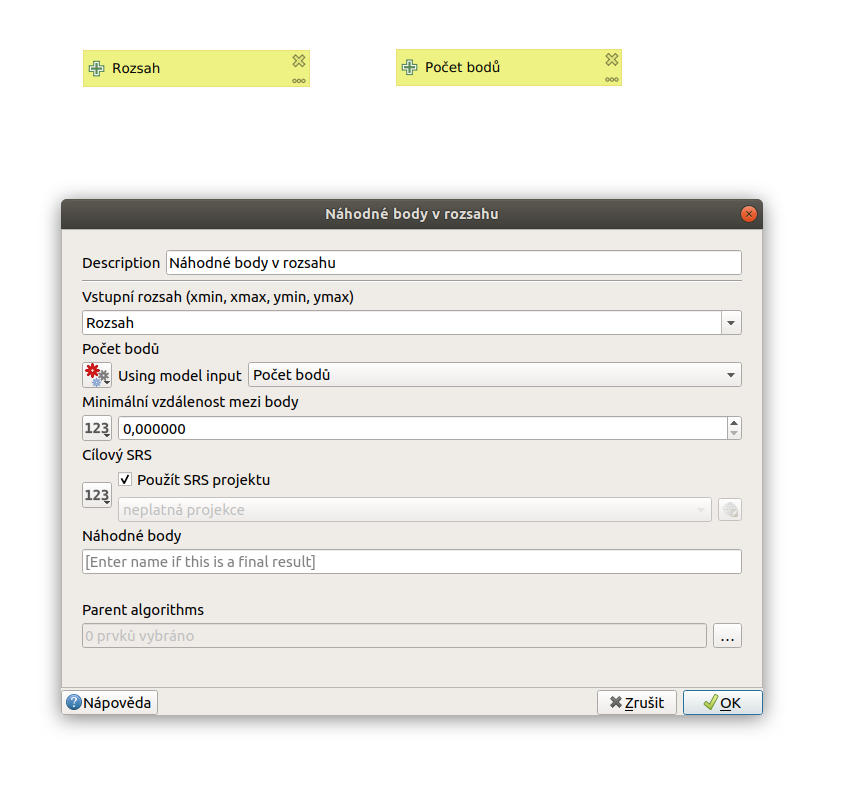 Rozsah
Počet bodů
Náhodné body v rozsahu
Description Náhodné body v rozsahu
Vstupní rozsah (xmin, xmax, ymin, ymax)
Rozsah
Počet bodů
Using model input Počet bodů
Minimální vzdálenost mezi body
123 0,000000
Cílový SRS
Použít SRS projektu
123
neplatná projekce
Náhodné body
[Enter name if this is a final result]
Parent algorithms
0 prvků vybráno ...
?Nápověda Zrušit OK